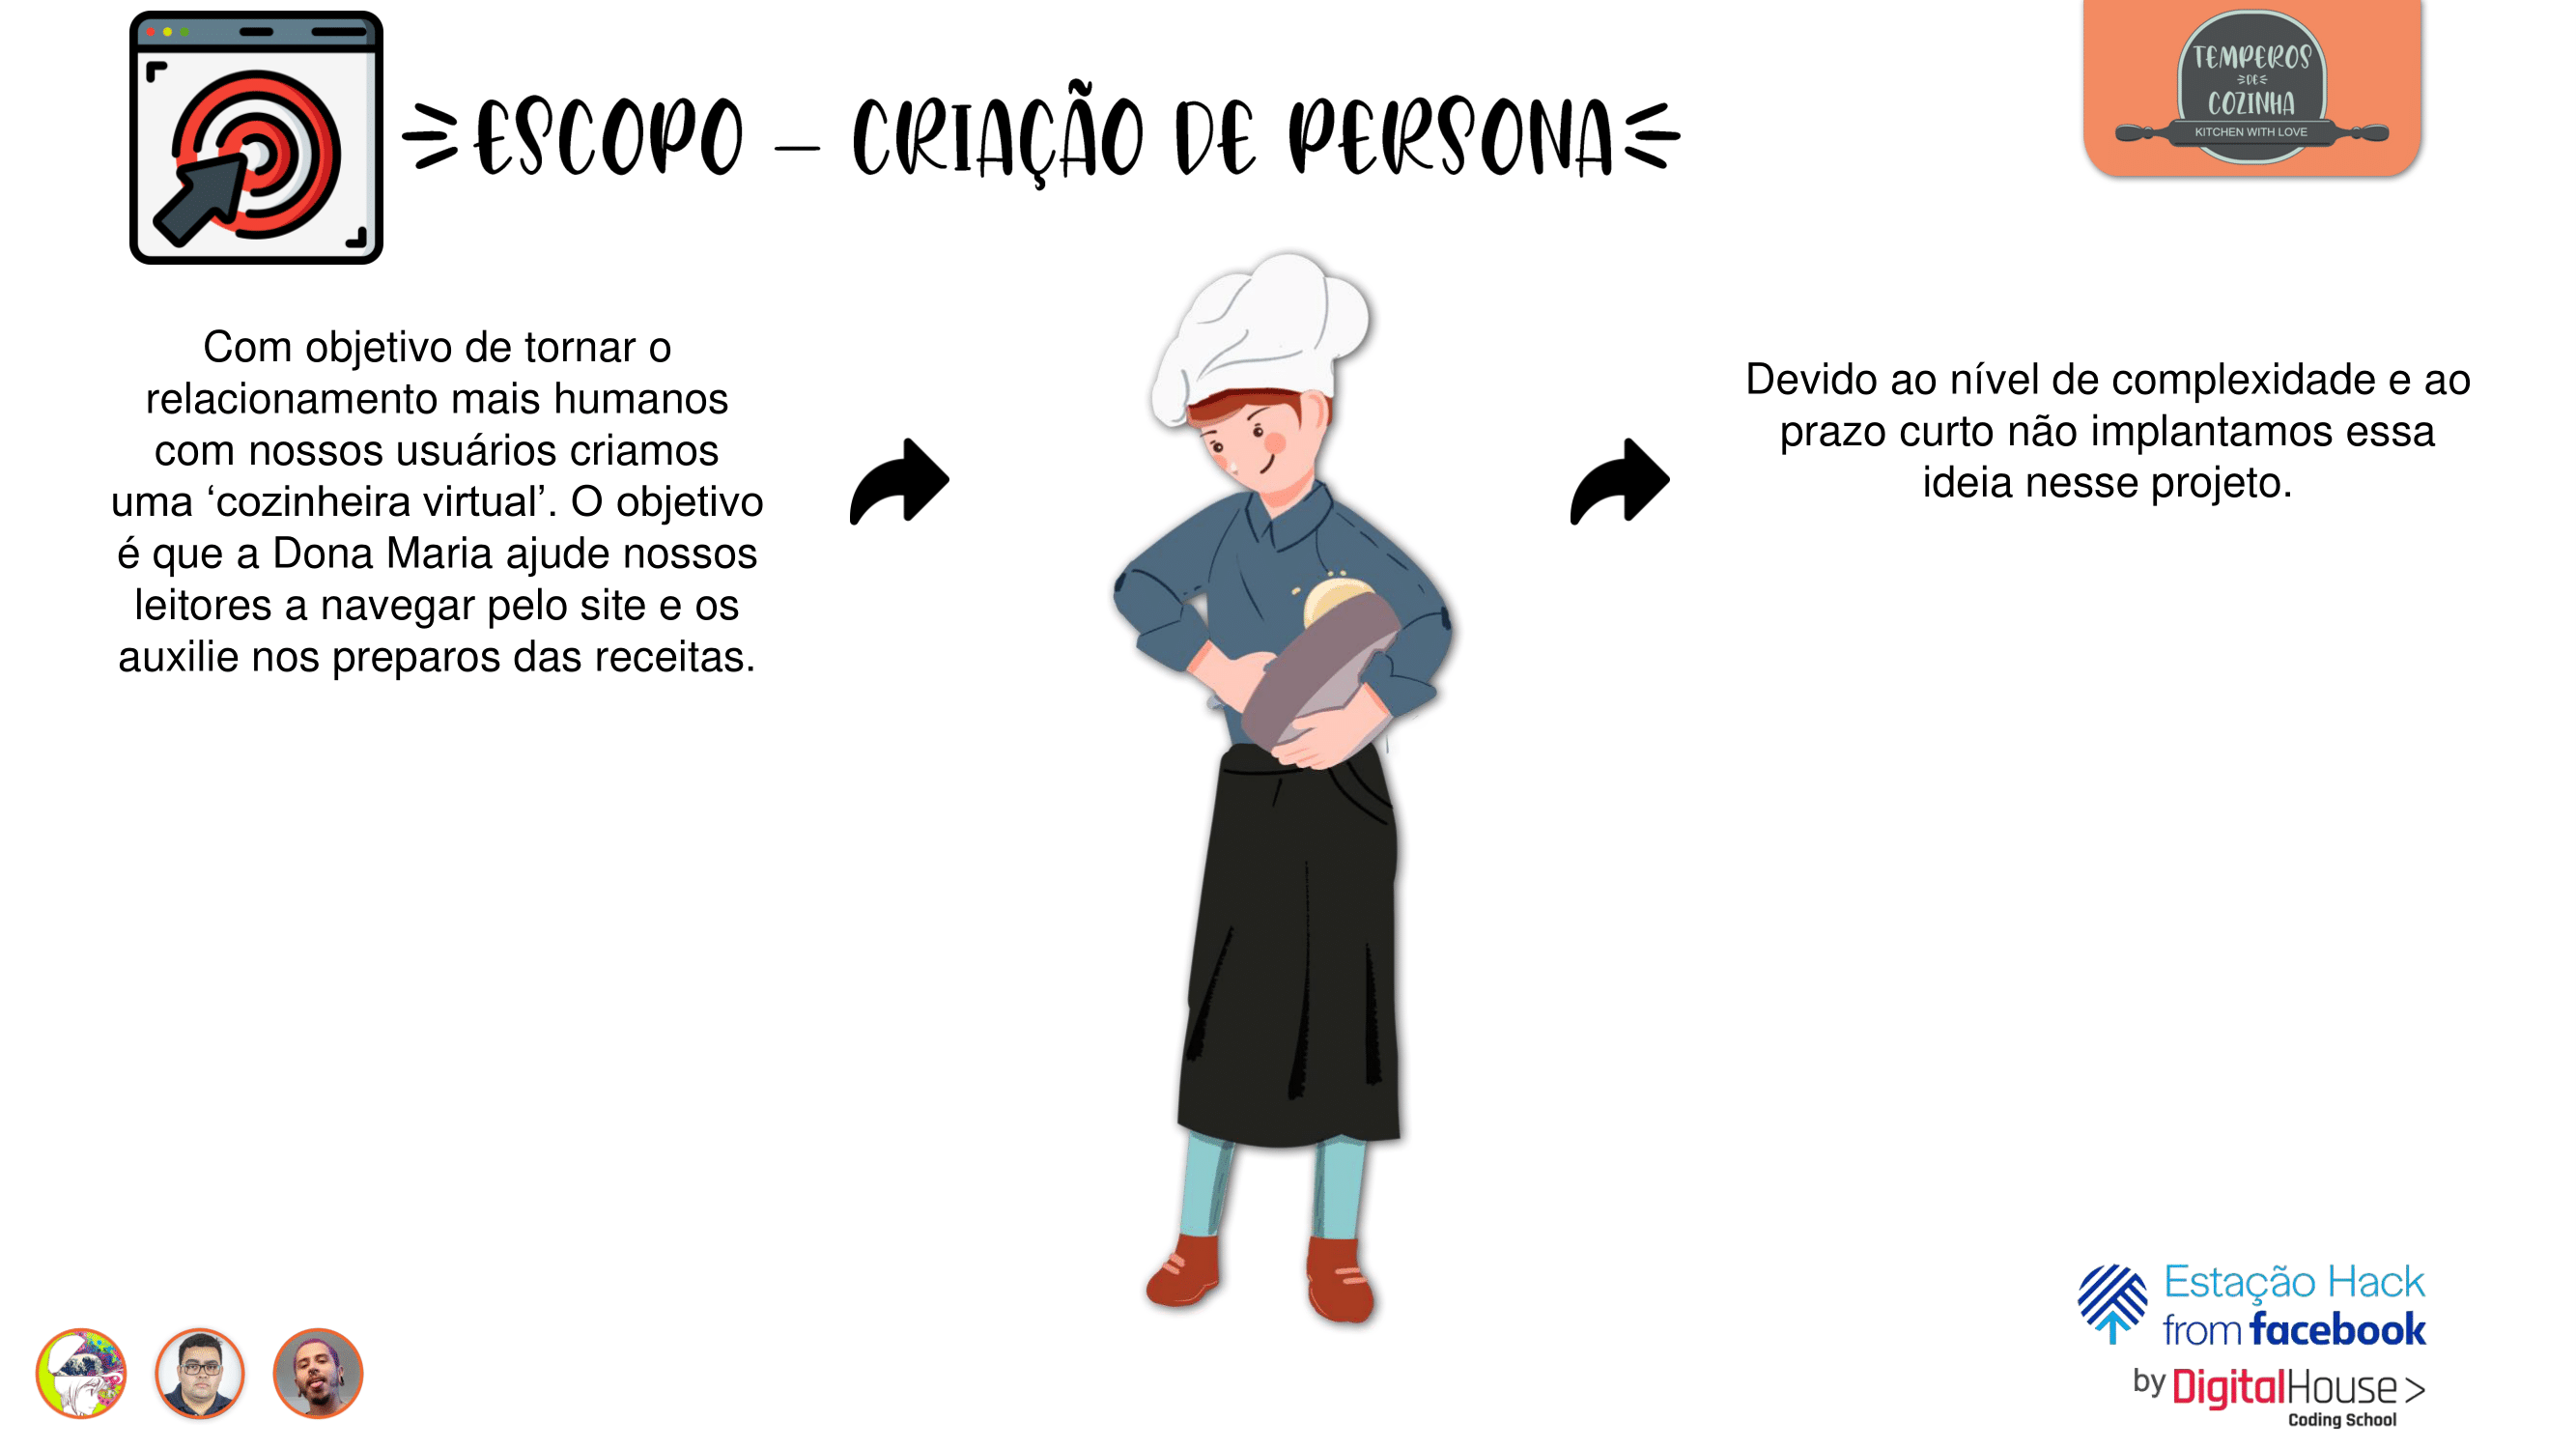 ESCOPO – CRIAÇÃO DE PERSONA
TEMPEROS
DE
COZINHA
KITCHEN WITH LOVE
Com objetivo de tornar o
relacionamento mais humanos
com nossos usuários criamos
uma ‘cozinheira virtual’. O objetivo
é que a Dona Maria ajude nossos
leitores a navegar pelo site e os
auxilie nos preparos das receitas.
Devido ao nível de complexidade e ao
prazo curto não implantamos essa
ideia nesse projeto.
Estação Hack
from facebook
by DigitalHouse >
Coding School